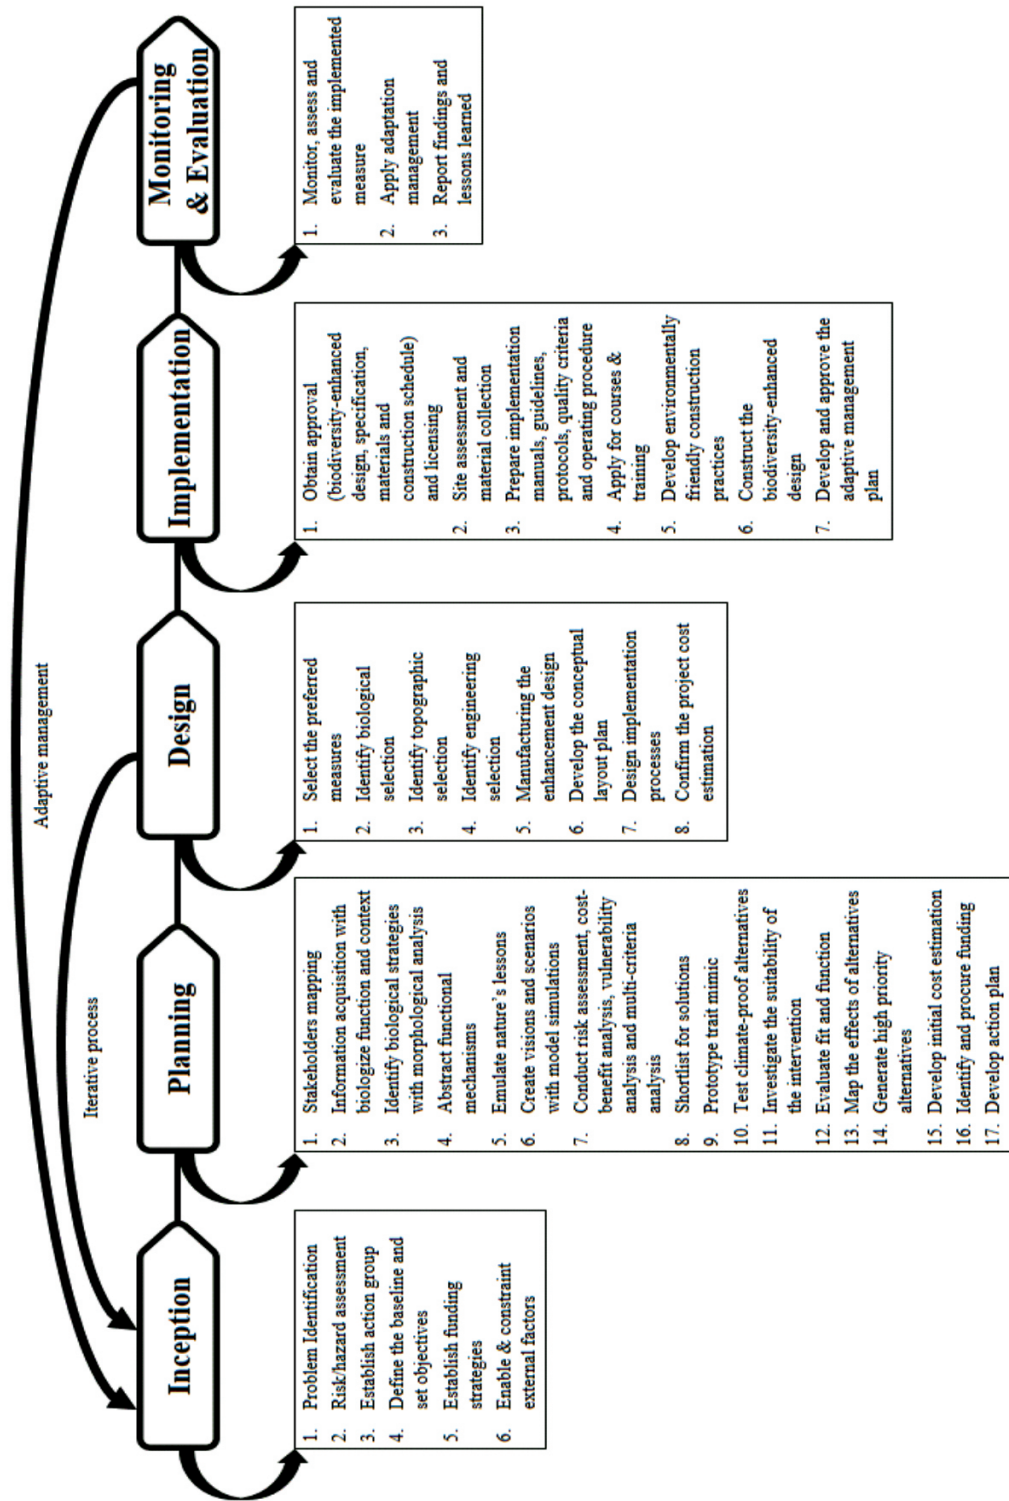 Adaptive management
Iterative process
Inception
1. Problem Identification
2. Risk/hazard assessment
3. Establish action group
4. Define the baseline and
set objectives
5. Establish funding
strategies
6. Enable & constraint
external factors
Planning
1. Stakeholders mapping
2. Information acquisition with
biologize function and context
3. Identify biological strategies
with morphological analysis
4. Abstract functional
mechanisms
5. Emulate nature's lessons
6. Create visions and scenarios
with model simulations
7. Conduct risk assessment, cost-
benefit analysis, vulnerability
analysis and multi-criteria
analysis
8. Shortlist for solutions
9. Prototype trait mimic
10. Test climate-proof alternatives
11. Investigate the suitability of
the intervention
12. Evaluate fit and function
13. Map the effects of alternatives
14. Generate high priority
alternatives
15. Develop initial cost estimation
16. Identify and procure funding
17. Develop action plan
Design
1. Select the preferred
measures
2. Identify biological
selection
3. Identify topographic
selection
4. Identify engineering
selection
5. Manufacturing the
enhancement design
6. Develop the conceptual
layout plan
7. Design implementation
processes
8. Confirm the project cost
estimation
Implementation
1. Obtain approval
(biodiversity-enhanced
design, specification,
materials and
construction schedule)
and licensing
2. Site assessment and
material collection
3. Prepare implementation
manuals, guidelines,
protocols, quality criteria
and operating procedure
4. Apply for courses &
training
5. Develop environmentally
friendly construction
practices
6. Construct the
biodiversity-enhanced
design
7. Develop and approve the
adaptive management
plan
Monitoring
& Evaluation
1. Monitor, assess and
evaluate the implemented
measure
2. Apply adaptation
management
3. Report findings and
lessons learned